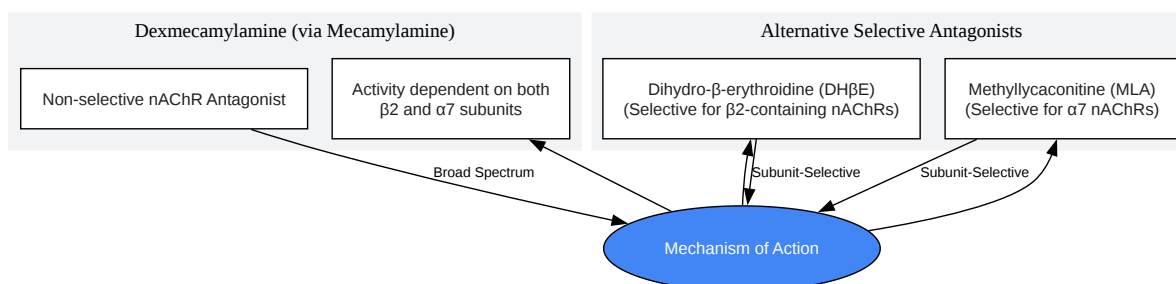 Dexmecamylamine (via Mecamylamine)
Alternative Selective Antagonists
Non-selective nAChR Antagonist
Activity dependent on both
β2 and α7 subunits
Dihydro-β-erythroidine (DHβE)
(Selective for β2-containing nAChRs)
Methyllycaconitine (MLA)
(Selective for α7 nAChRs)
Broad Spectrum
Subunit-Selective
Subunit-Selective
Mechanism of Action